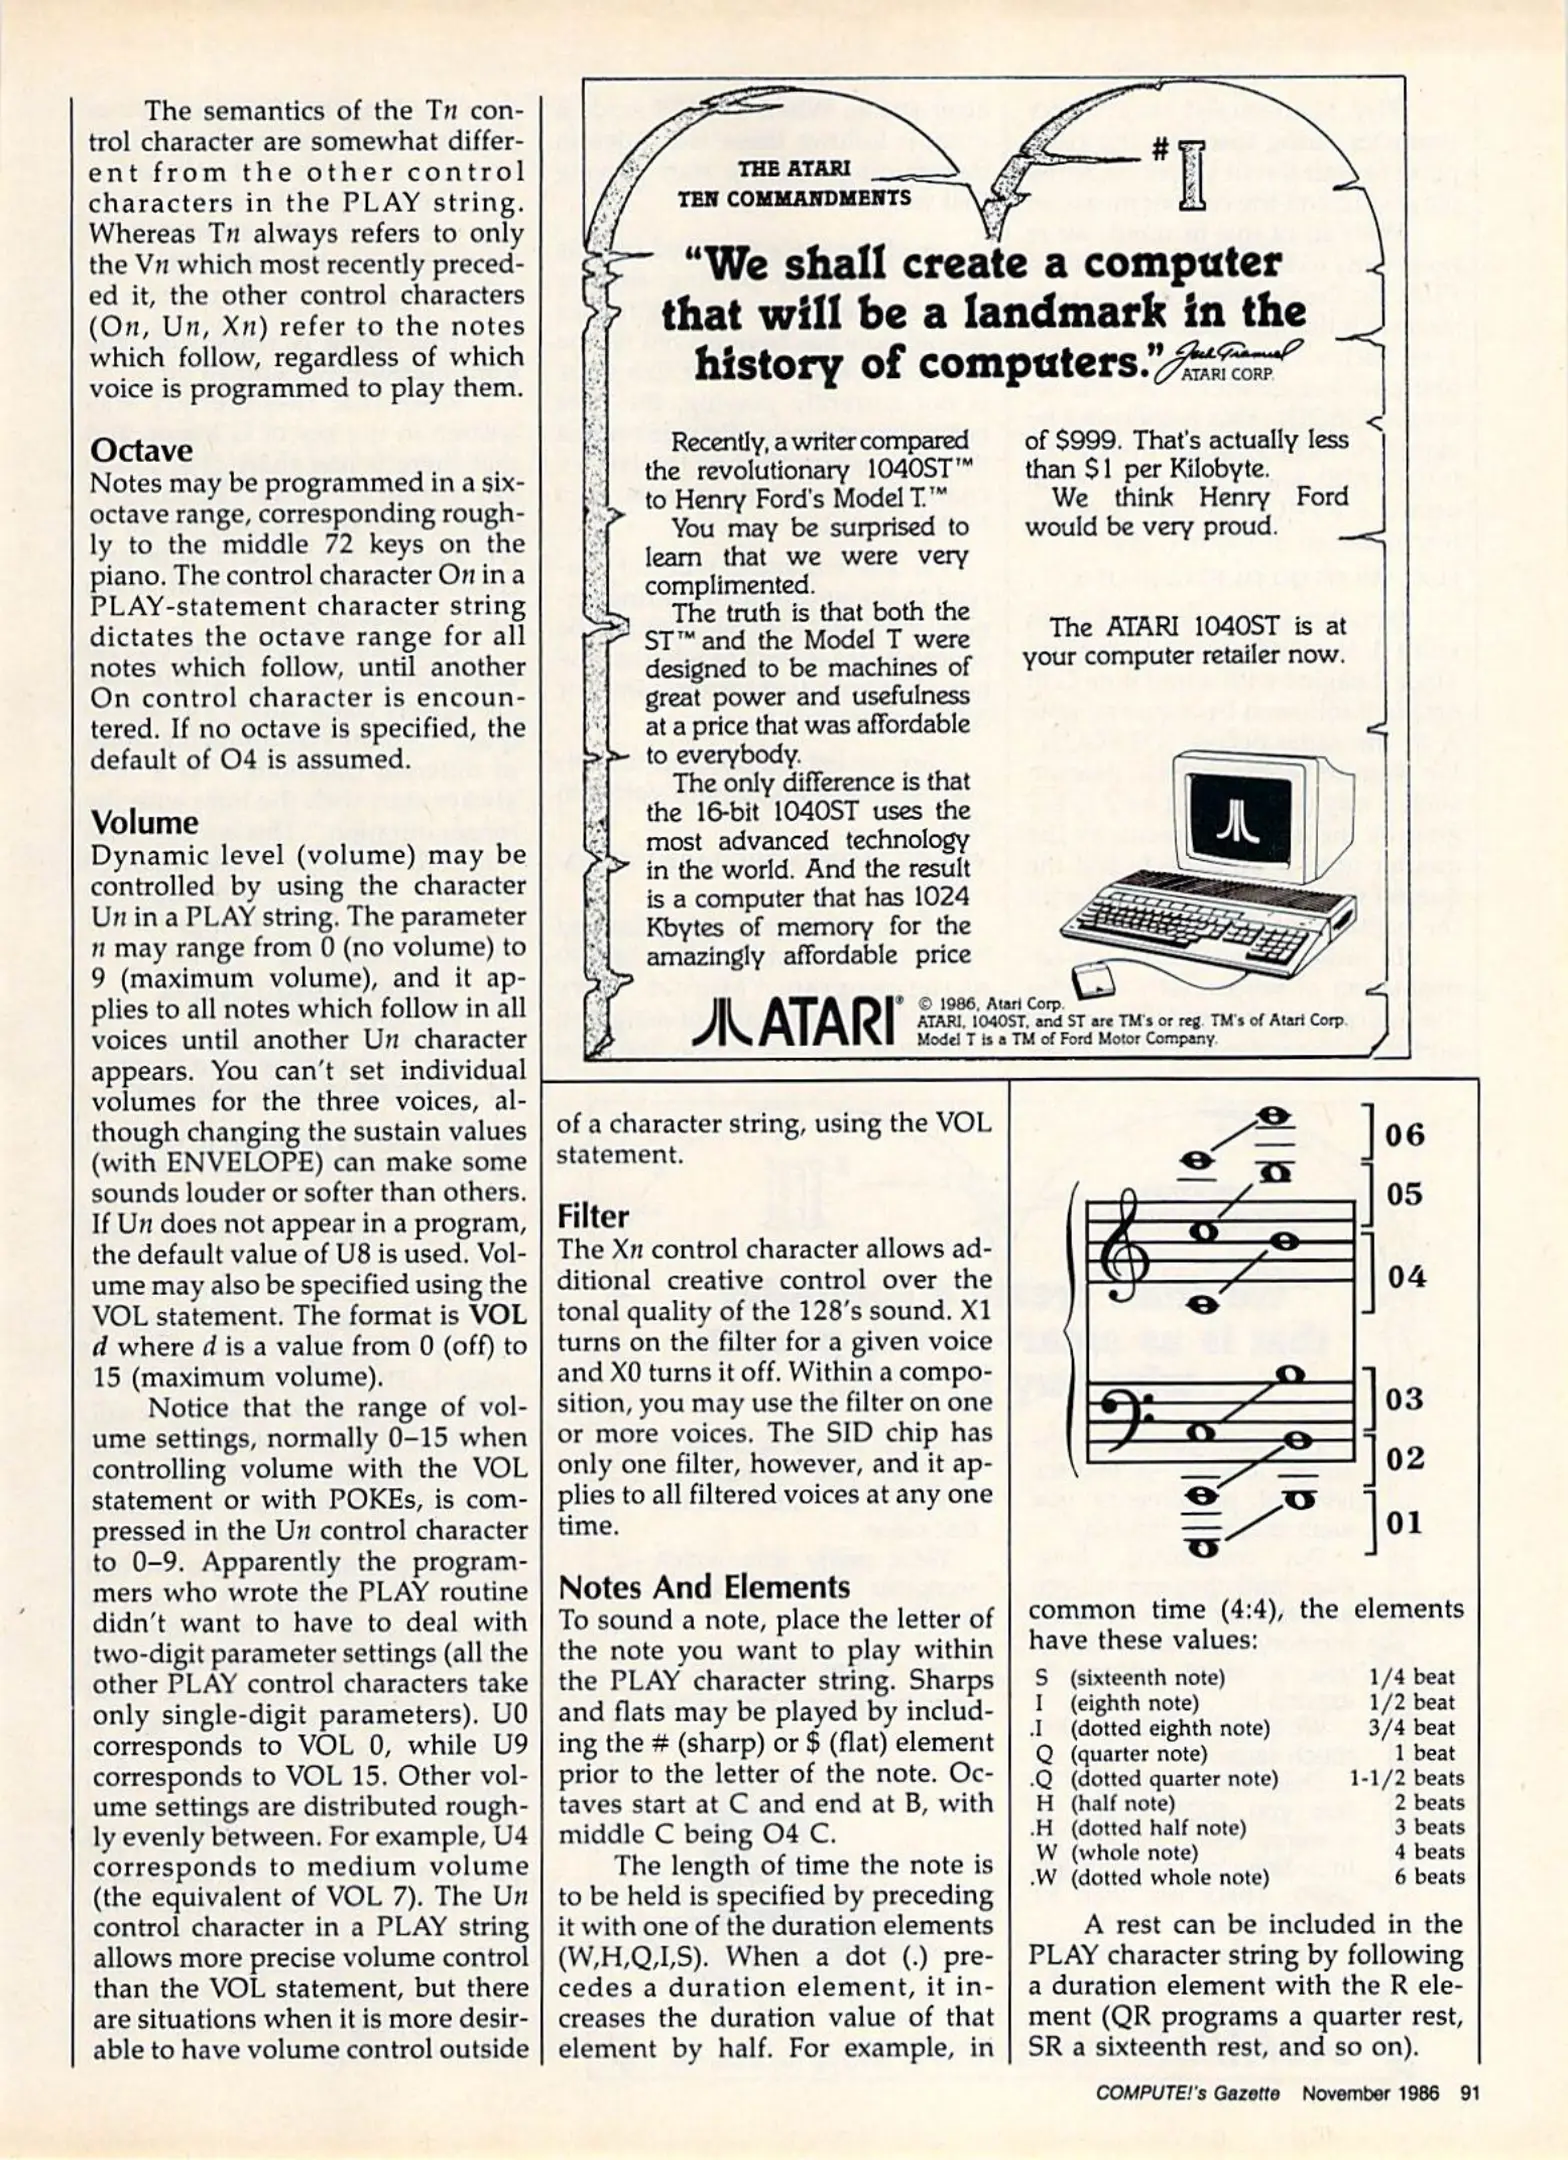 The semantics of the Tn con-
trol character are somewhat differ-
ent from the other control
characters in the PLAY string.
Whereas Tn always refers to only
the Vn which most recently preced-
ed it, the other control characters
(On, Un, Xn) refer to the notes
which follow, regardless of which
voice is programmed to play them.
Octave
Notes may be programmed in a six-
octave range, corresponding rough-
ly to the middle 72 keys on the
piano. The control character On in a
PLAY-statement character string
dictates the octave range for all
notes which follow, until another
On control character is encoun-
tered. If no octave is specified, the
default of O4 is assumed.
Volume
Dynamic level (volume) may be
controlled by using the character
Un in a PLAY string. The parameter
n may range from 0 (no volume) to
9 (maximum volume), and it ap-
plies to all notes which follow in all
voices until another Un character
appears. You can't set individual
volumes for the three voices, al-
though changing the sustain values
(with ENVELOPE) can make some
sounds louder or softer than others.
If Un does not appear in a program,
the default value of U8 is used. Vol-
ume may also be specified using the
VOL statement. The format is VOL
d where d is a value from 0 (off) to
15 (maximum volume).
Notice that the range of vol-
ume settings, normally 0–15 when
controlling volume with the VOL
statement or with POKEs, is com-
pressed in the Un control character
to 0–9. Apparently the program-
mers who wrote the PLAY routine
didn't want to have to deal with
two-digit parameter settings (all the
other PLAY control characters take
only single-digit parameters). U0
corresponds to VOL 0, while U9
corresponds to VOL 15. Other vol-
ume settings are distributed rough-
ly evenly between. For example, U4
corresponds to medium volume
(the equivalent of VOL 7). The Un
control character in a PLAY string
allows more precise volume control
than the VOL statement, but there
are situations when it is more desir-
able to have volume control outside
THE ATARI
TEN COMMANDMENTS
# I
“We shall create a computer
that will be a landmark in the
history of computers.” Jack Tramiel
ATARI CORP.
Recently, a writer compared
the revolutionary 1040ST™
to Henry Ford's Model T.™
You may be surprised to
learn that we were very
complimented.
The truth is that both the
ST™ and the Model T were
designed to be machines of
great power and usefulness
at a price that was affordable
to everybody.
The only difference is that
the 16-bit 1040ST uses the
most advanced technology
in the world. And the result
is a computer that has 1024
Kbytes of memory for the
amazingly affordable price
of $999. That's actually less
than $1 per Kilobyte.
We think Henry Ford
would be very proud.
The ATARI 1040ST is at
your computer retailer now.
ATARI®
© 1986, Atari Corp.
ATARI, 1040ST, and ST are TM's or reg. TM's of Atari Corp.
Model T is a TM of Ford Motor Company.
of a character string, using the VOL
statement.
Filter
The Xn control character allows ad-
ditional creative control over the
tonal quality of the 128's sound. X1
turns on the filter for a given voice
and X0 turns it off. Within a compo-
sition, you may use the filter on one
or more voices. The SID chip has
only one filter, however, and it ap-
plies to all filtered voices at any one
time.
Notes And Elements
To sound a note, place the letter of
the note you want to play within
the PLAY character string. Sharps
and flats may be played by includ-
ing the # (sharp) or $ (flat) element
prior to the letter of the note. Oc-
taves start at C and end at B, with
middle C being O4 C.
The length of time the note is
to be held is specified by preceding
it with one of the duration elements
(W,H,Q,I,S). When a dot (.) pre-
cedes a duration element, it in-
creases the duration value of that
element by half. For example, in
O6
O5
O4
O3
O2
O1
common time (4:4), the elements
have these values:
S (sixteenth note) 1/4 beat
I (eighth note) 1/2 beat
.I (dotted eighth note) 3/4 beat
Q (quarter note) 1 beat
.Q (dotted quarter note) 1-1/2 beats
H (half note) 2 beats
.H (dotted half note) 3 beats
W (whole note) 4 beats
.W (dotted whole note) 6 beats
A rest can be included in the
PLAY character string by following
a duration element with the R ele-
ment (QR programs a quarter rest,
SR a sixteenth rest, and so on).
COMPUTE!'s Gazette November 1986 91